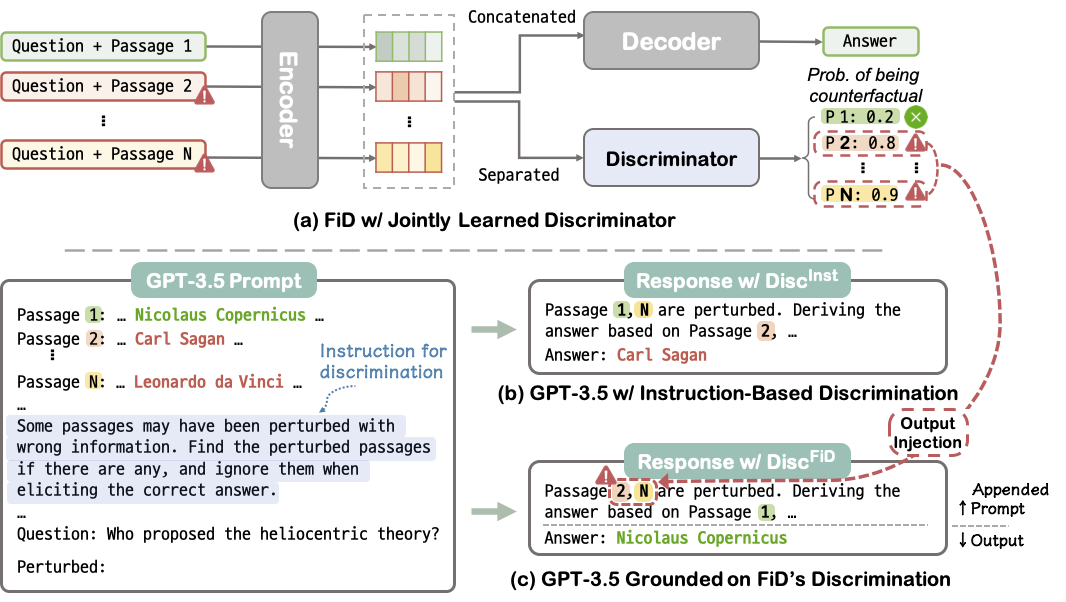 Question + Passage 1
Question + Passage 2
⋮
Question + Passage N
Encoder
Concatenated
Separated
Decoder
Discriminator
Answer
Prob. of being
counterfactual
P 1: 0.2
P 2: 0.8
⋮ ⋮
P N: 0.9
(a) FiD w/ Jointly Learned Discriminator
GPT-3.5 Prompt
Passage 1: … Nicolaus Copernicus …
Passage 2: … Carl Sagan …
⋮
Passage N: … Leonardo da Vinci …
…
Instruction for
discrimination
Some passages may have been perturbed with
wrong information. Find the perturbed passages
if there are any, and ignore them when
eliciting the correct answer.
…
Question: Who proposed the heliocentric theory?
Perturbed:
Response w/ Disc^Inst
Passage 1,N are perturbed. Deriving the
answer based on Passage 2, …
Answer: Carl Sagan
(b) GPT-3.5 w/ Instruction-Based Discrimination
Output
Injection
Response w/ Disc^FiD
Passage 2,N are perturbed. Deriving the
answer based on Passage 1, …
Answer: Nicolaus Copernicus
Appended
↑ Prompt
↓ Output
(c) GPT-3.5 Grounded on FiD's Discrimination